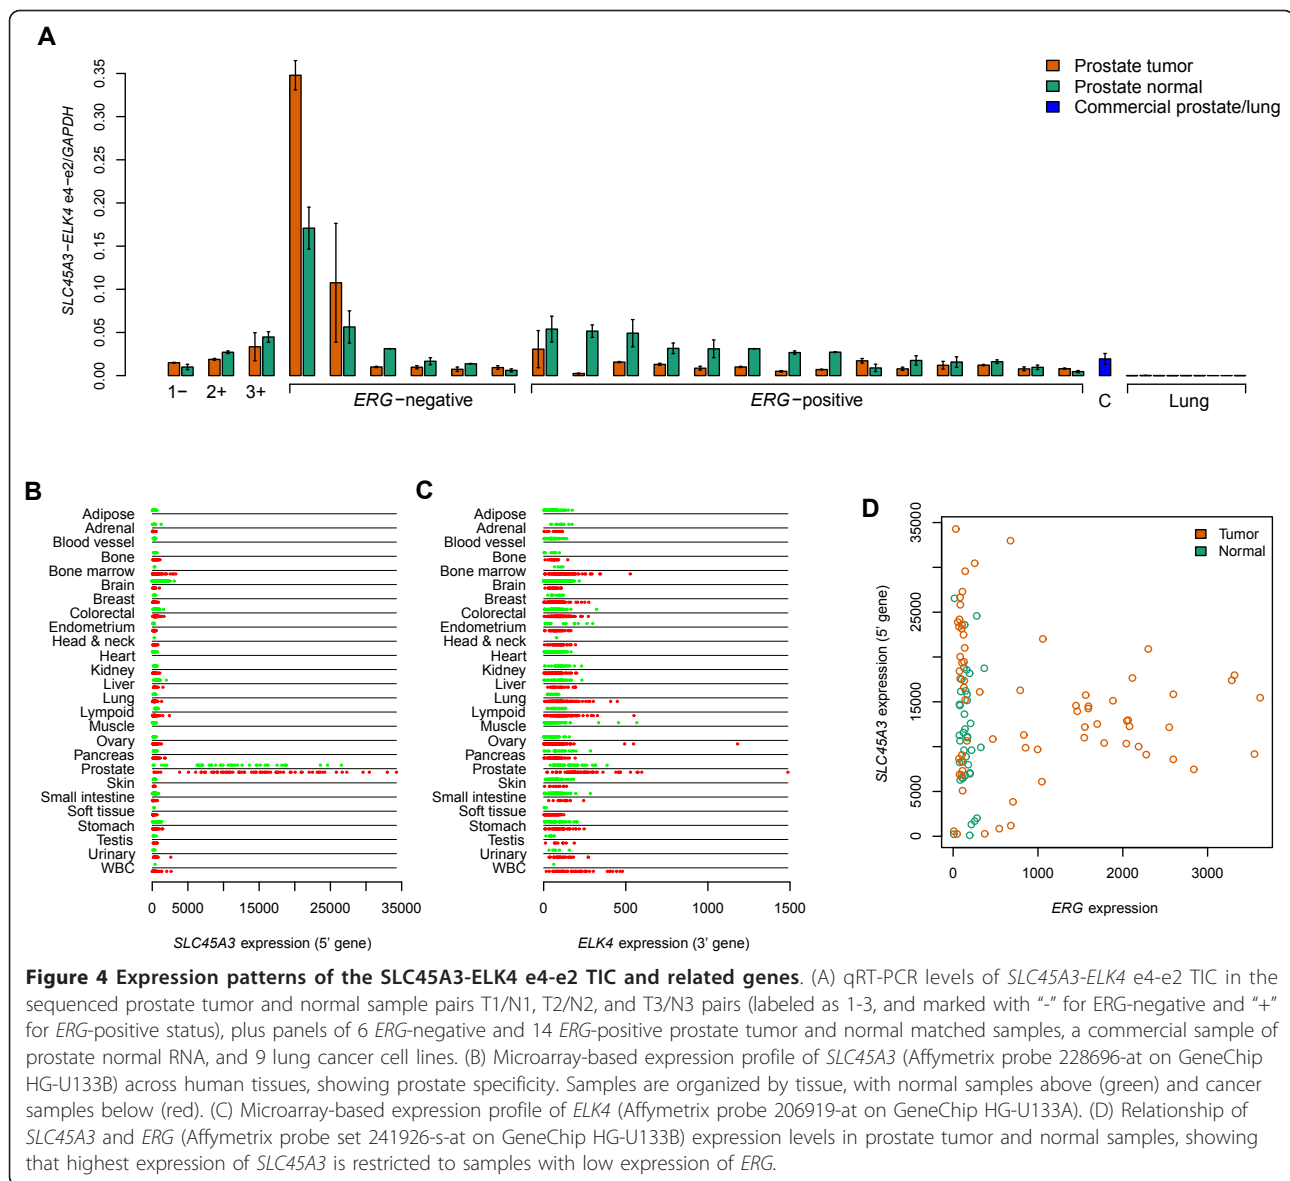 A
Prostate tumor
Prostate normal
Commercial prostate/lung
SLC45A3−ELK4 e4−e2/GAPDH
0.35
0.30
0.25
0.20
0.15
0.10
0.05
0.00
1− 2+ 3+ ERG−negative ERG−positive C Lung
B
Adipose
Adrenal
Blood vessel
Bone
Bone marrow
Brain
Breast
Colorectal
Endometrium
Head & neck
Heart
Kidney
Liver
Lung
Lympoid
Muscle
Ovary
Pancreas
Prostate
Skin
Small intestine
Soft tissue
Stomach
Testis
Urinary
WBC
0 5000 15000 25000 35000
SLC45A3 expression (5' gene)
C
Adipose
Adrenal
Blood vessel
Bone
Bone marrow
Brain
Breast
Colorectal
Endometrium
Head & neck
Heart
Kidney
Liver
Lung
Lympoid
Muscle
Ovary
Pancreas
Prostate
Skin
Small intestine
Soft tissue
Stomach
Testis
Urinary
WBC
0 500 1000 1500
ELK4 expression (3' gene)
D
Tumor
Normal
SLC45A3 expression (5' gene)
35000
25000
15000
5000
0
0 1000 2000 3000
ERG expression
Figure 4 Expression patterns of the SLC45A3-ELK4 e4-e2 TIC and related genes. (A) qRT-PCR levels of SLC45A3-ELK4 e4-e2 TIC in the
sequenced prostate tumor and normal sample pairs T1/N1, T2/N2, and T3/N3 pairs (labeled as 1-3, and marked with "-" for ERG-negative and "+"
for ERG-positive status), plus panels of 6 ERG-negative and 14 ERG-positive prostate tumor and normal matched samples, a commercial sample of
prostate normal RNA, and 9 lung cancer cell lines. (B) Microarray-based expression profile of SLC45A3 (Affymetrix probe 228696-at on GeneChip
HG-U133B) across human tissues, showing prostate specificity. Samples are organized by tissue, with normal samples above (green) and cancer
samples below (red). (C) Microarray-based expression profile of ELK4 (Affymetrix probe 206919-at on GeneChip HG-U133A). (D) Relationship of
SLC45A3 and ERG (Affymetrix probe set 241926-s-at on GeneChip HG-U133B) expression levels in prostate tumor and normal samples, showing
that highest expression of SLC45A3 is restricted to samples with low expression of ERG.